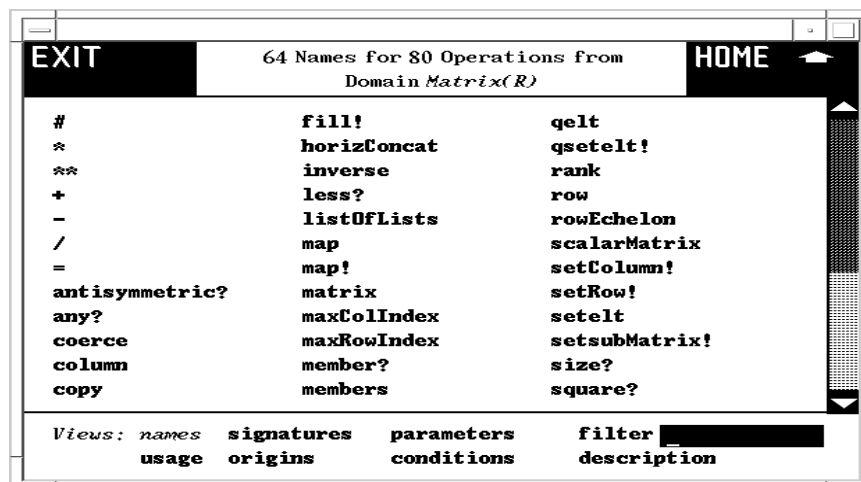 EXIT
64 Names for 80 Operations from
Domain Matrix(R)
HOME
# fill! qelt
* horizConcat qsetelt!
** inverse rank
+ less? row
- listOfLists rowEchelon
/ map scalarMatrix
= map! setColumn!
antisymmetric? matrix setRow!
any? maxColIndex setelt
coerce maxRowIndex setsubMatrix!
column member? size?
copy members square?
Views: names signatures parameters filter _
usage origins conditions description